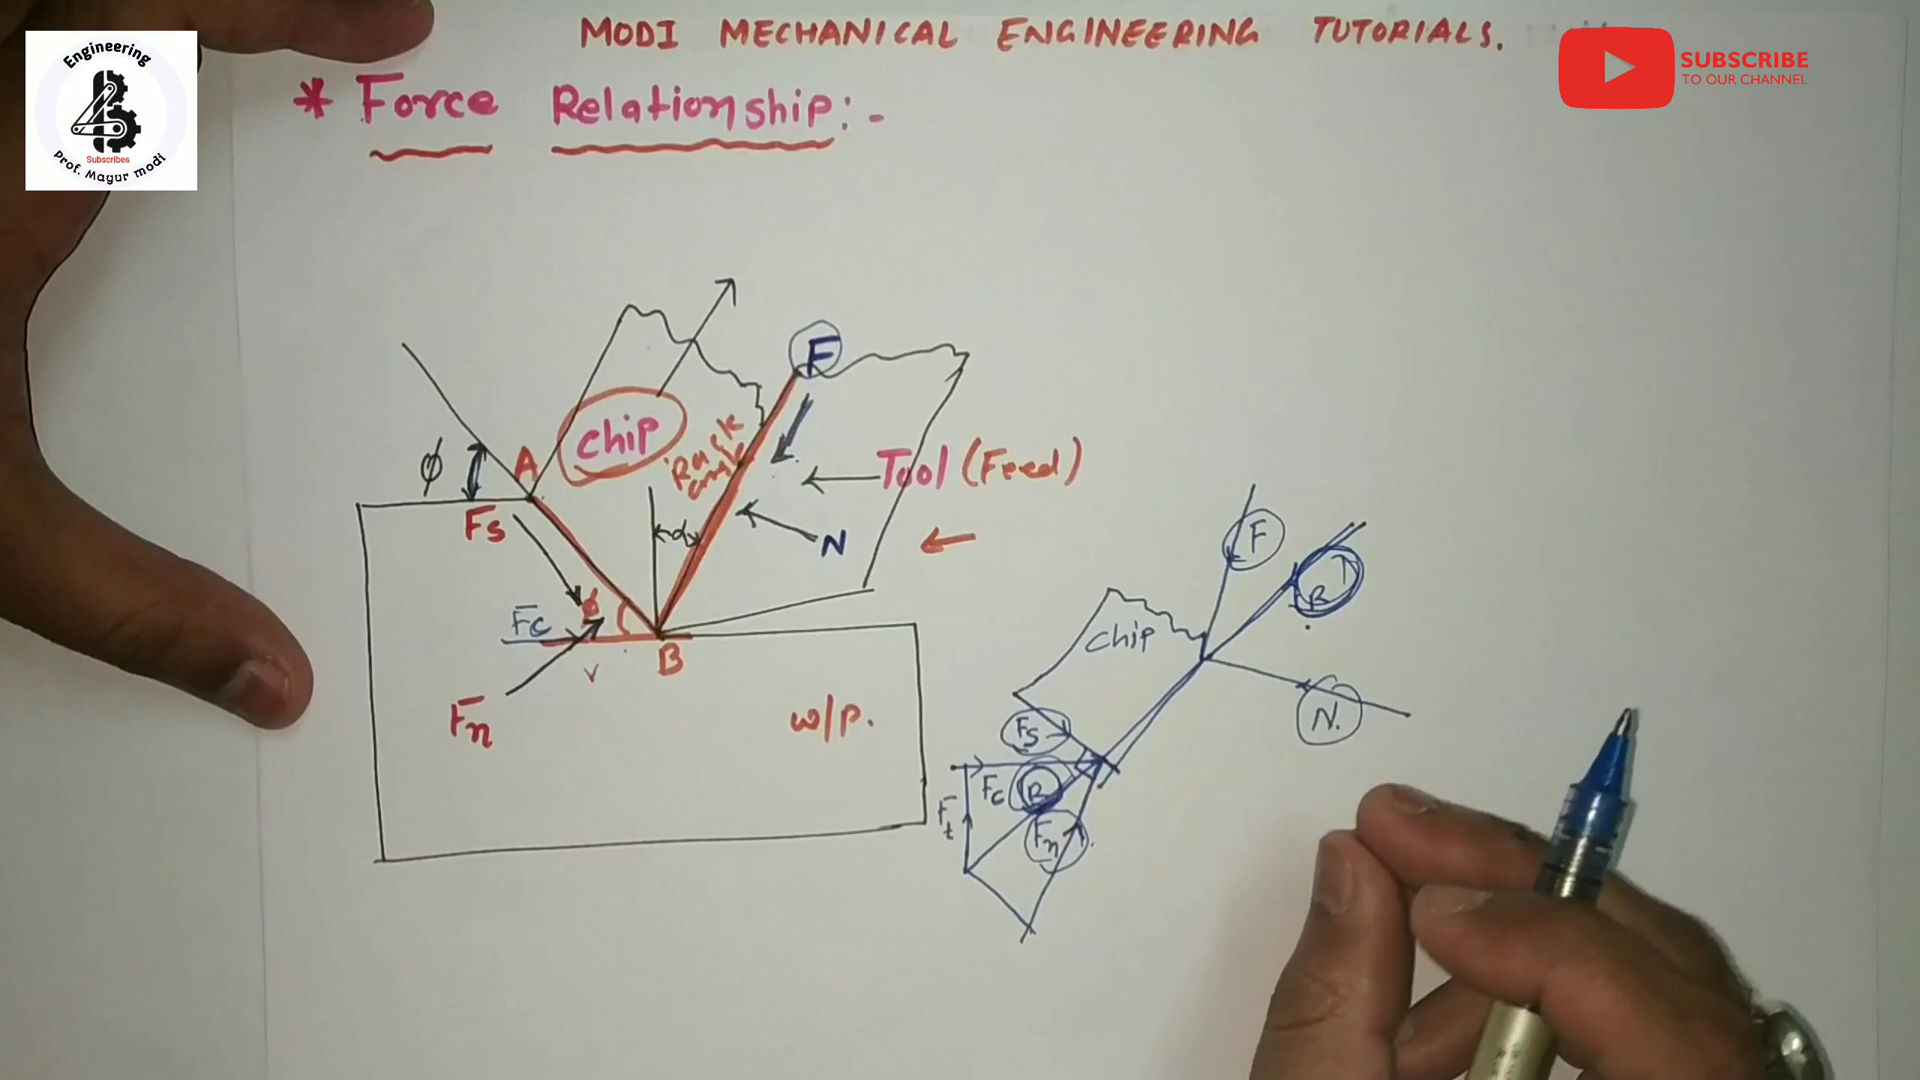 MODI MECHANICAL ENGINEERING TUTORIALS.
Engineering
Subscribes
Prof. Mayur modi
SUBSCRIBE
TO OUR CHANNEL
* Force Relationship:-
F
chip
Rack angle
ϕ
A
Tool (Feed)
Fs
α
N
ϕ
Fc
B
V
Fn
w/p.
F
R
chip
N.
Fs
Fc
R
Ft
Fn